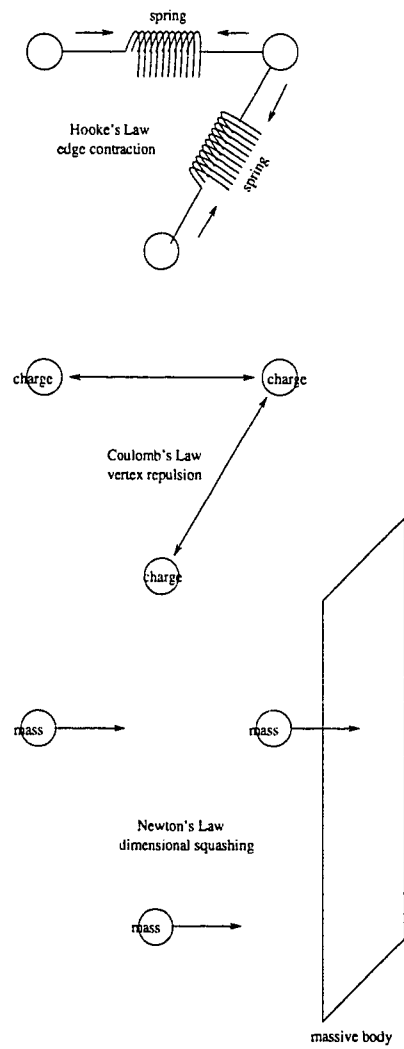 spring
Hooke's Law
edge contraction
spring
charge
charge
Coulomb's Law
vertex repulsion
charge
mass
mass
Newton's Law
dimensional squashing
mass
massive body